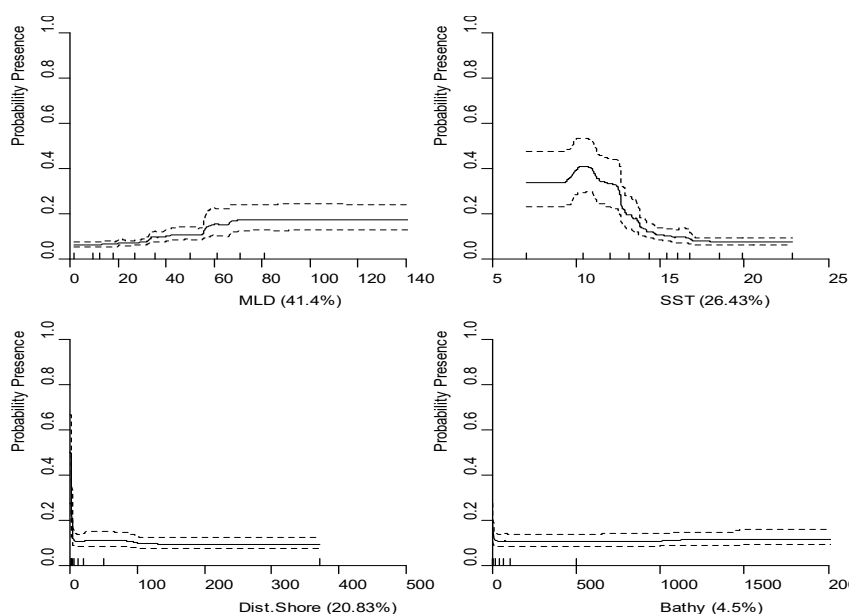 Probability Presence
0.0 0.2 0.4 0.6 0.8 1.0
0 20 40 60 80 100 120 140
MLD (41.4%)
Probability Presence
0.0 0.2 0.4 0.6 0.8 1.0
5 10 15 20 25
SST (26.43%)
Probability Presence
0.0 0.2 0.4 0.6 0.8 1.0
0 100 200 300 400 500
Dist.Shore (20.83%)
Probability Presence
0.0 0.2 0.4 0.6 0.8 1.0
0 500 1000 1500 200
Bathy (4.5%)